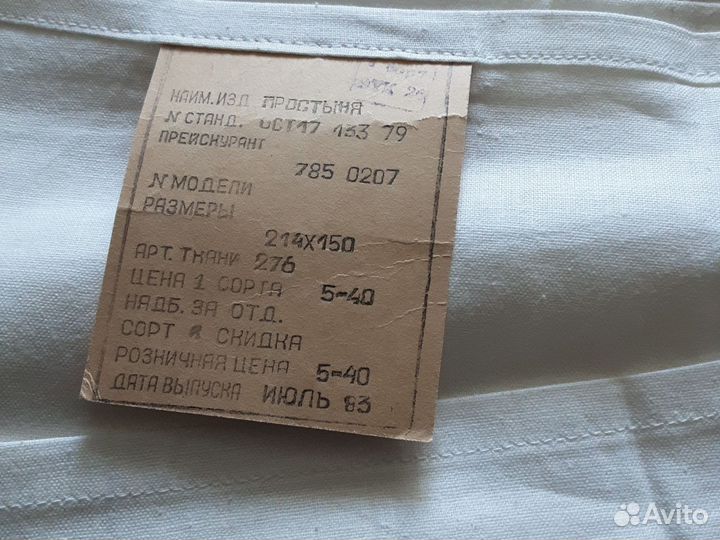 НАИМ. ИЗД ПРОСТЫНЯ
N СТАНД. ОСТ17 133 79
ПРЕЙСКУРАНТ
785 0207
N МОДЕЛИ
РАЗМЕРЫ
214Х150
АРТ. ТКАНИ 276
ЦЕНА 1 СОРТА 5-40
НАДБ. ЗА ОТД.
СОРТ СКИДКА
РОЗНИЧНАЯ ЦЕНА 5-40
ДАТА ВЫПУСКА ИЮЛЬ 83
Avito